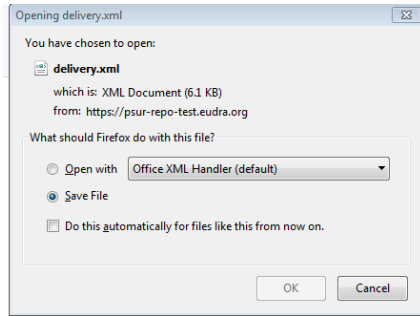 Opening delivery.xml
You have chosen to open:
delivery.xml
which is: XML Document (6.1 KB)
from: https://psur-repo-test.eudra.org
What should Firefox do with this file?
Open with Office XML Handler (default)
Save File
Do this automatically for files like this from now on.
OK Cancel